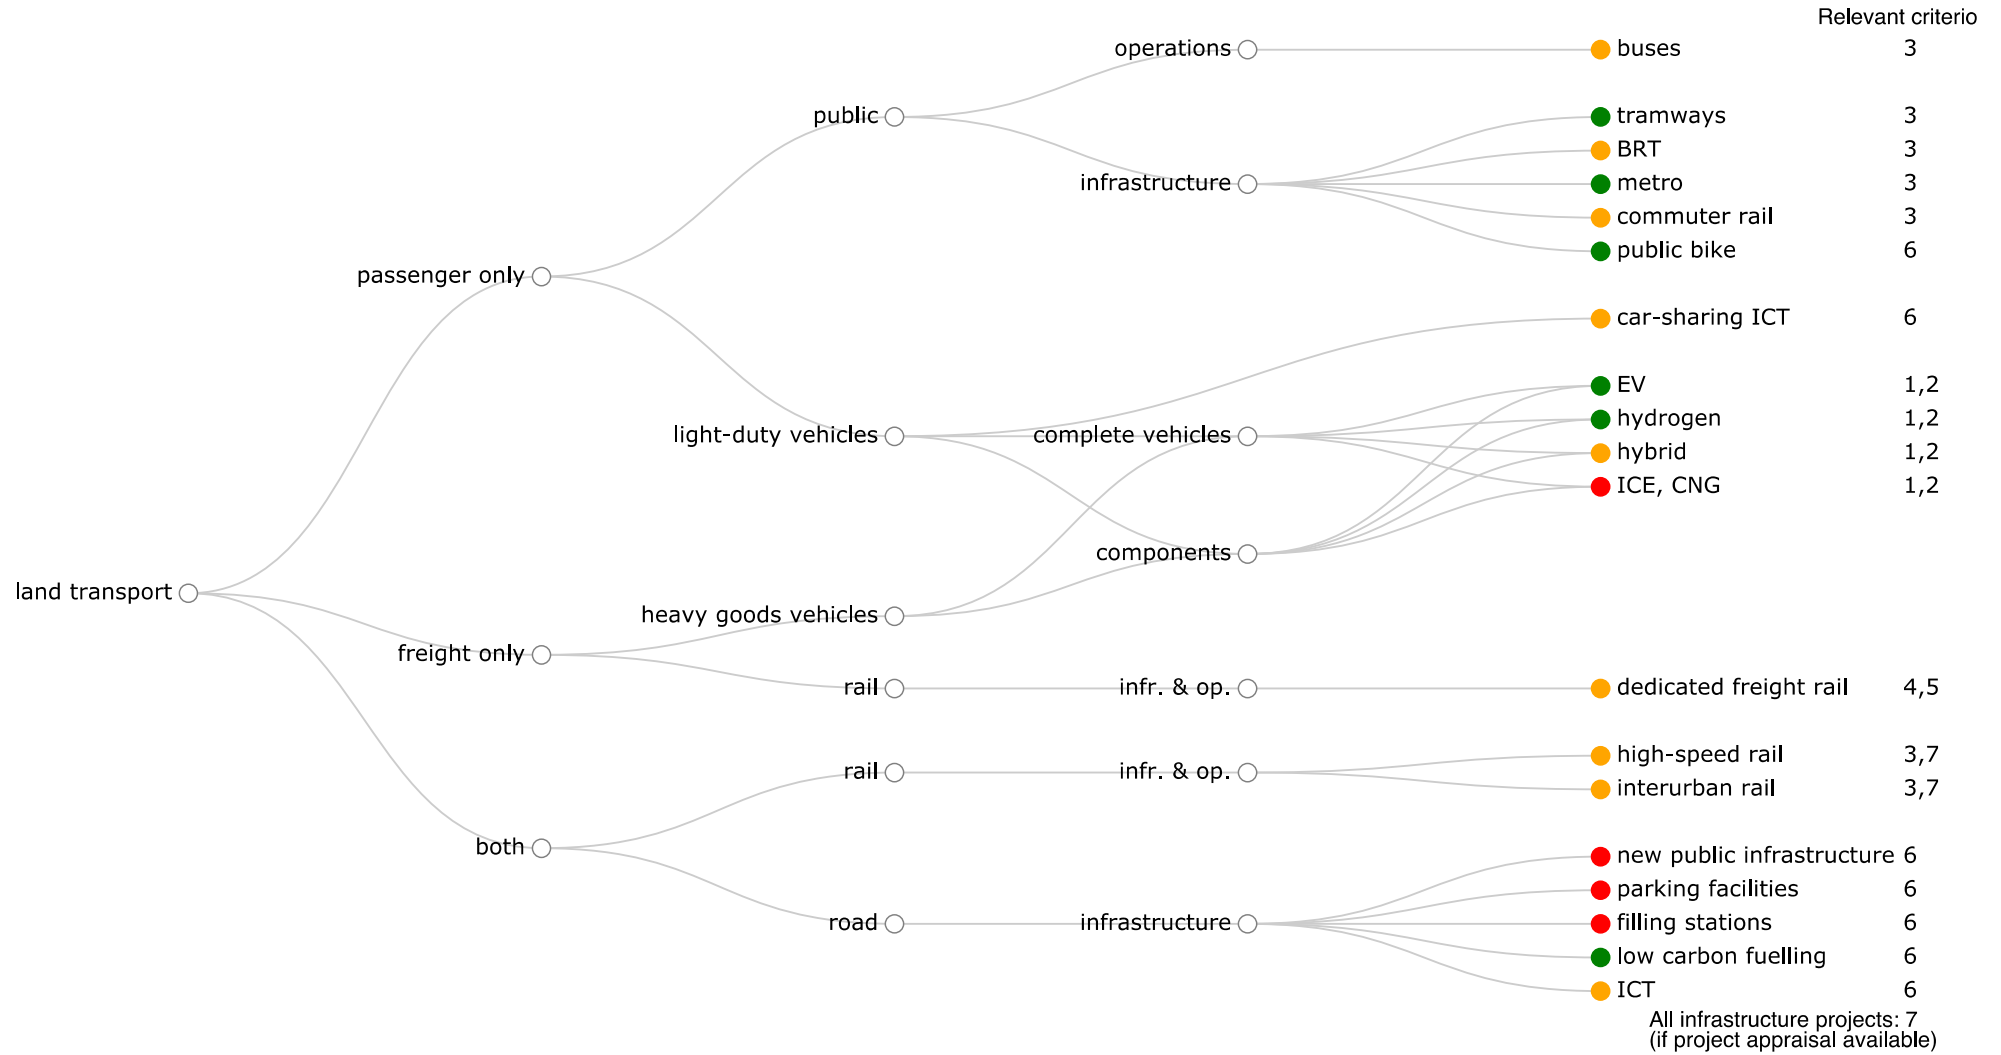 Relevant criterio
operations
buses 3
public
tramways 3
BRT 3
infrastructure
metro 3
commuter rail 3
public bike 6
passenger only
car-sharing ICT 6
EV 1,2
hydrogen 1,2
light-duty vehicles
complete vehicles
hybrid 1,2
ICE, CNG 1,2
components
land transport
heavy goods vehicles
freight only
rail
infr. & op.
dedicated freight rail 4,5
high-speed rail 3,7
rail
infr. & op.
interurban rail 3,7
both
new public infrastructure 6
parking facilities 6
road
infrastructure
filling stations 6
low carbon fuelling 6
ICT 6
All infrastructure projects: 7
(if project appraisal available)